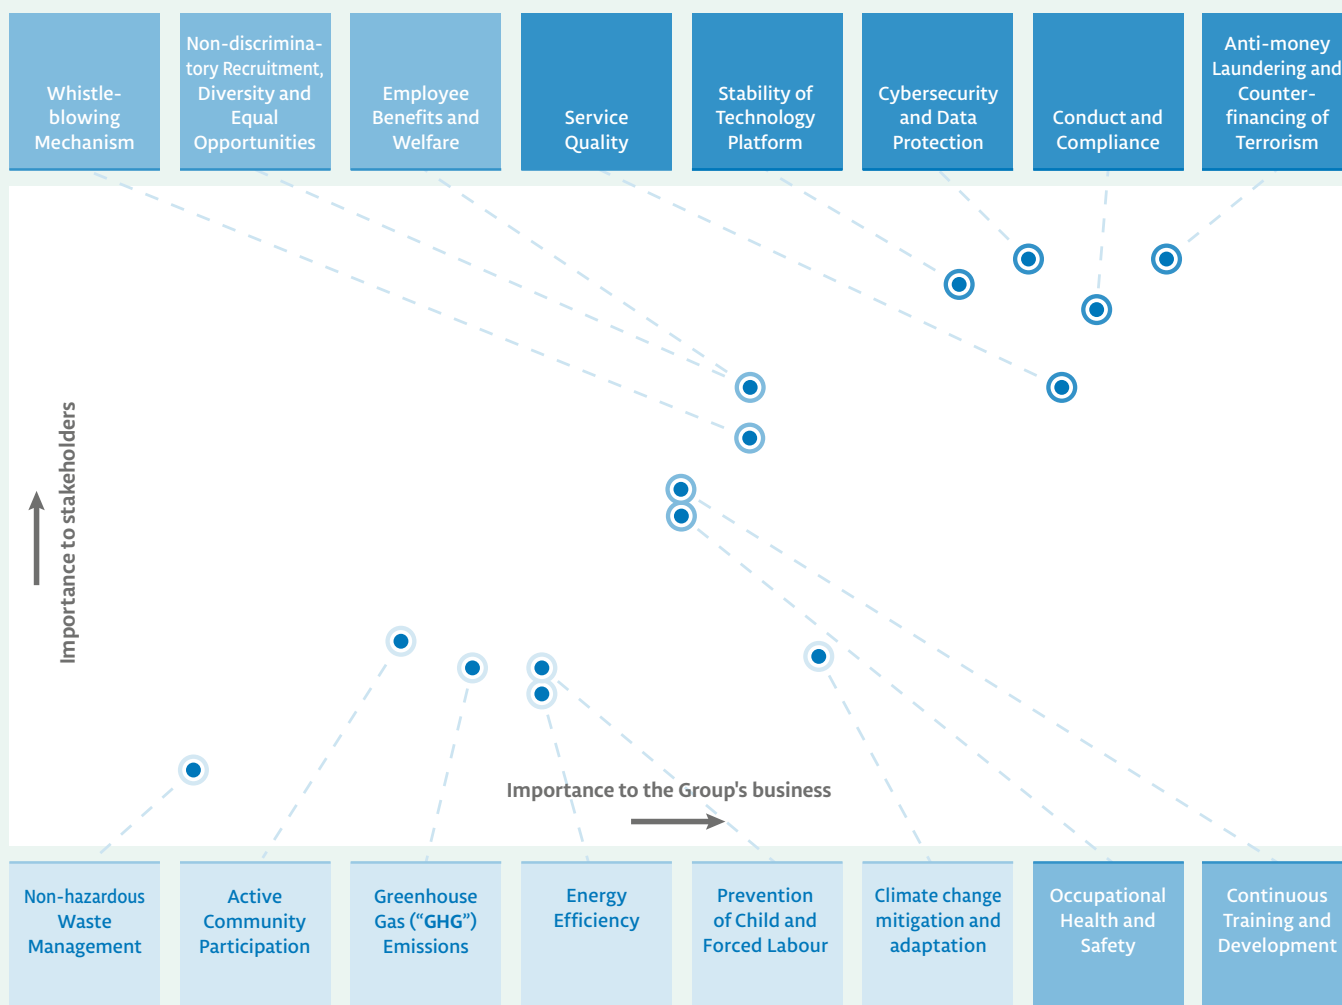 Whistle-
blowing
Mechanism
Non-discrimina-
tory Recruitment,
Diversity and
Equal
Opportunities
Employee
Benefits and
Welfare
Service
Quality
Stability of
Technology
Platform
Cybersecurity
and Data
Protection
Conduct and
Compliance
Anti-money
Laundering and
Counter-
financing of
Terrorism
Importance to stakeholders
Importance to the Group's business
Non-hazardous
Waste
Management
Active
Community
Participation
Greenhouse
Gas (“GHG”)
Emissions
Energy
Efficiency
Prevention
of Child and
Forced Labour
Climate change
mitigation and
adaptation
Occupational
Health and
Safety
Continuous
Training and
Development